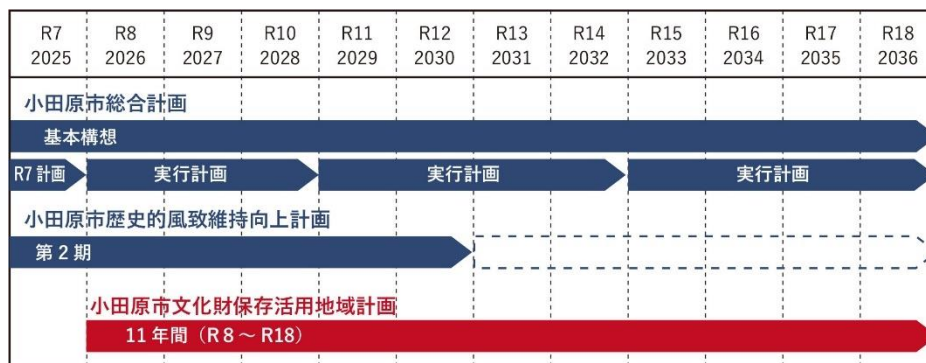 R7 R8 R9 R10 R11 R12 R13 R14 R15 R16 R17 R18
2025 2026 2027 2028 2029 2030 2031 2032 2033 2034 2035 2036
小田原市総合計画
基本構想
R7計画 実行計画 実行計画 実行計画
小田原市歴史的風致維持向上計画
第2期
小田原市文化財保存活用地域計画
11年間（R8～R18）